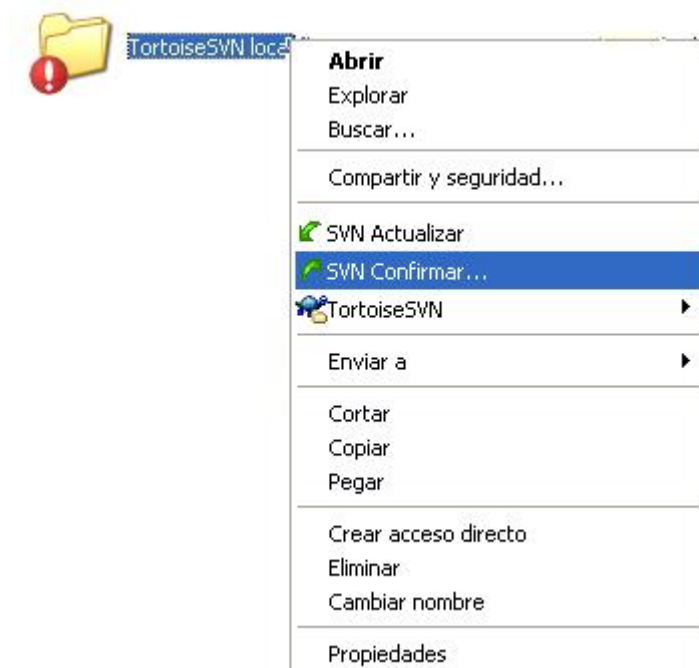 TortoiseSVN local
Abrir
Explorar
Buscar...
Compartir y seguridad...
SVN Actualizar
SVN Confirmar...
TortoiseSVN
Enviar a
Cortar
Copiar
Pegar
Crear acceso directo
Eliminar
Cambiar nombre
Propiedades